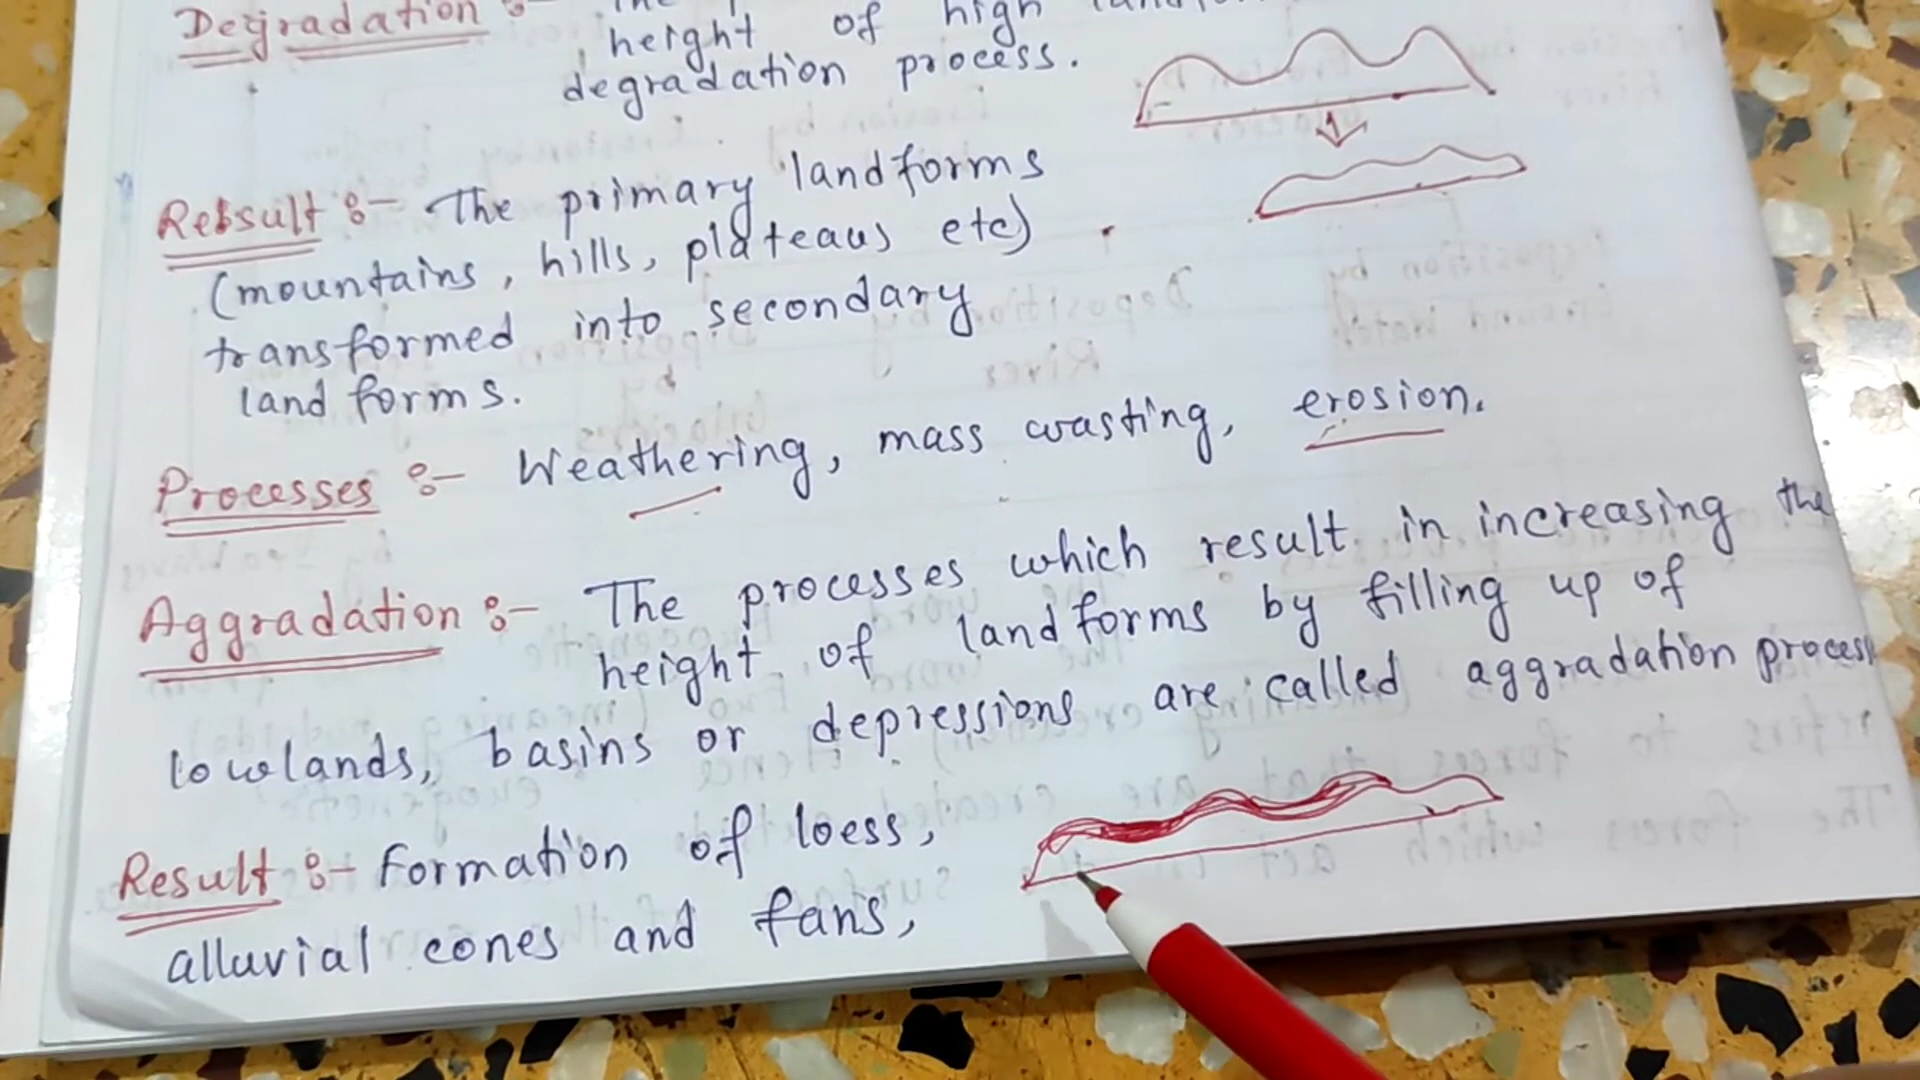 Degradation :- the
height of high
degradation process.
Result :- The primary landforms
(mountains, hills, plateaus etc)
transformed into secondary
land forms.
Processes :- Weathering, mass wasting, erosion.
Aggradation :- The processes which result in increasing the
height of landforms by filling up of
lowlands, basins or depressions are called aggradation process
Result :- Formation of loess,
alluvial cones and fans,